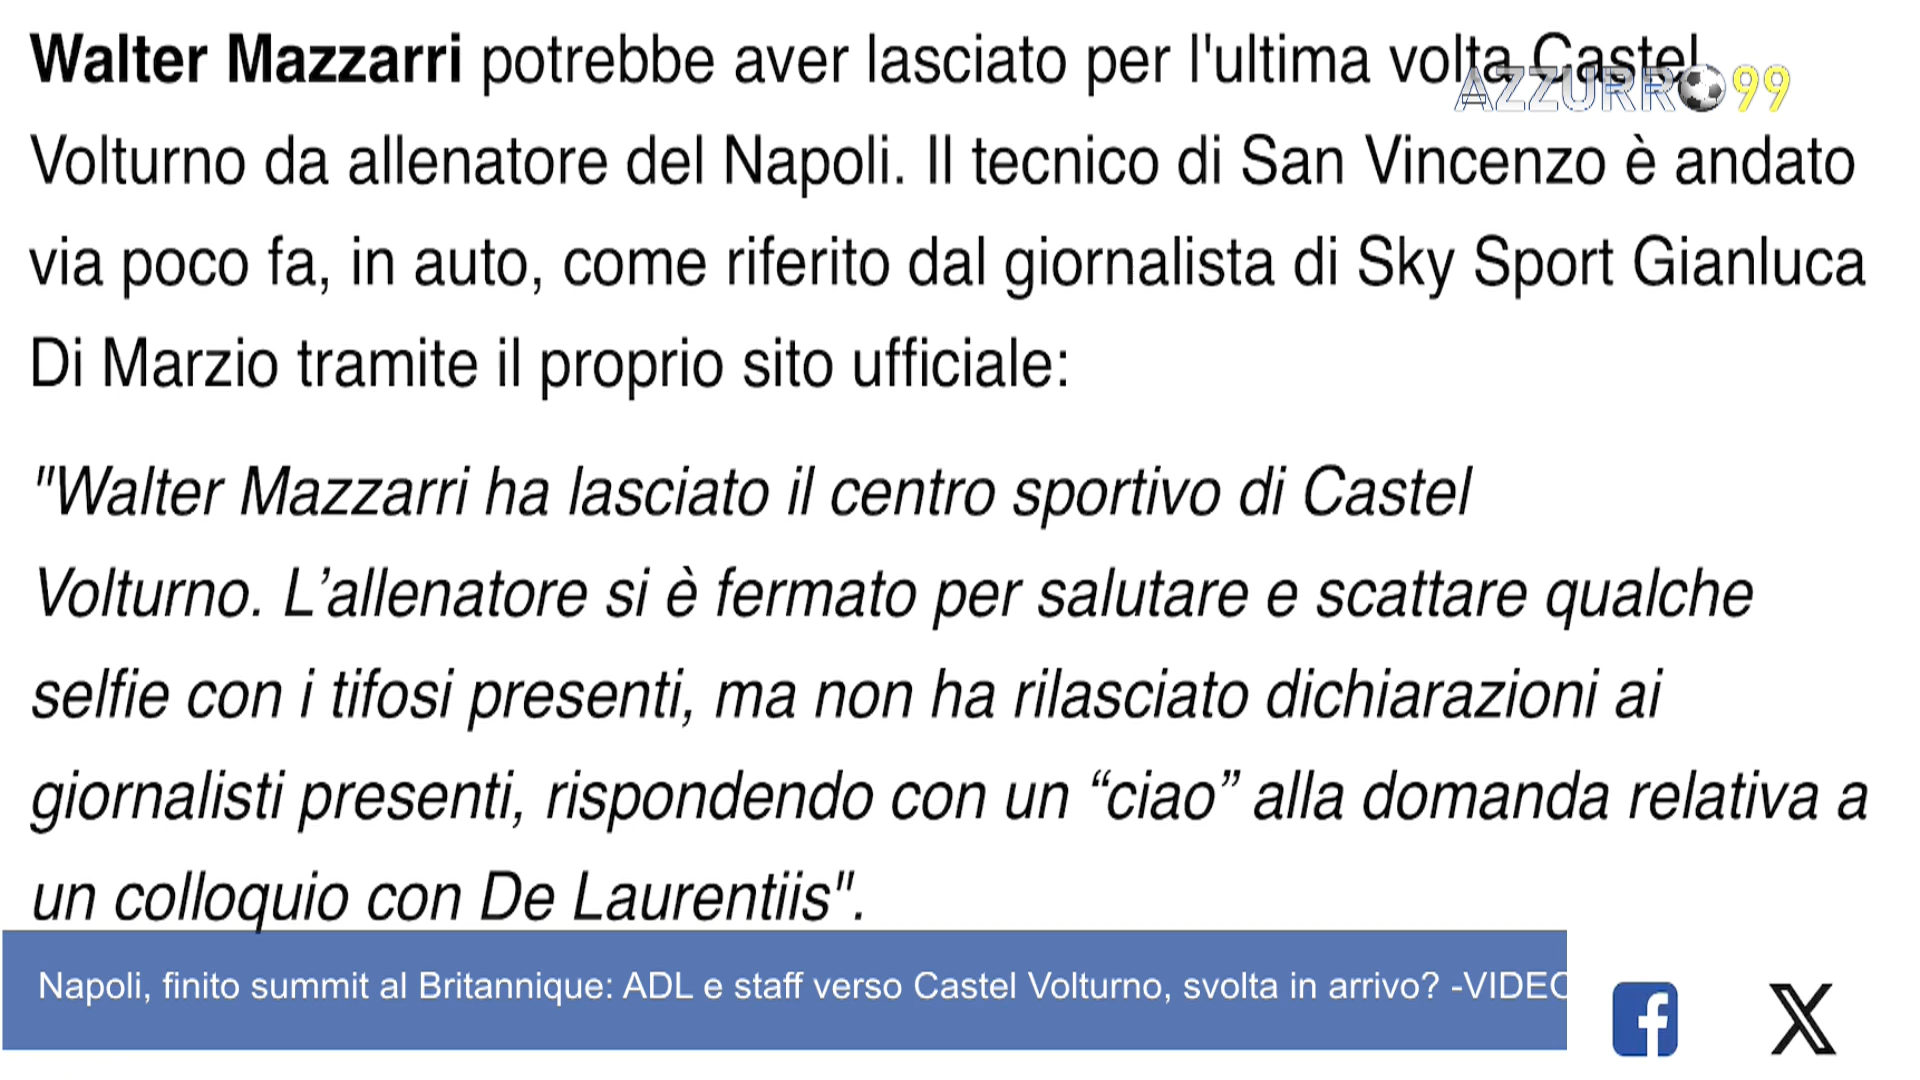 Walter Mazzarri potrebbe aver lasciato per l'ultima volta Castel
AZZURRO99
Volturno da allenatore del Napoli. Il tecnico di San Vincenzo è andato
via poco fa, in auto, come riferito dal giornalista di Sky Sport Gianluca
Di Marzio tramite il proprio sito ufficiale:
"Walter Mazzarri ha lasciato il centro sportivo di Castel
Volturno. L’allenatore si è fermato per salutare e scattare qualche
selfie con i tifosi presenti, ma non ha rilasciato dichiarazioni ai
giornalisti presenti, rispondendo con un “ciao” alla domanda relativa a
un colloquio con De Laurentiis".
Napoli, finito summit al Britannique: ADL e staff verso Castel Volturno, svolta in arrivo? -VIDEO